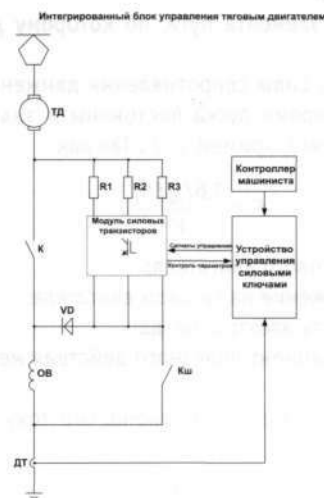 Интегрированный блок управления тяговым двигателем
ТД
R1
R2
R3
Контроллер
машиниста
Модуль силовых
транзисторов
К
Сигналы управления
Контроль параметров
Устройство
управления
силовыми
ключами
VD
ОВ
Кш
ДТ